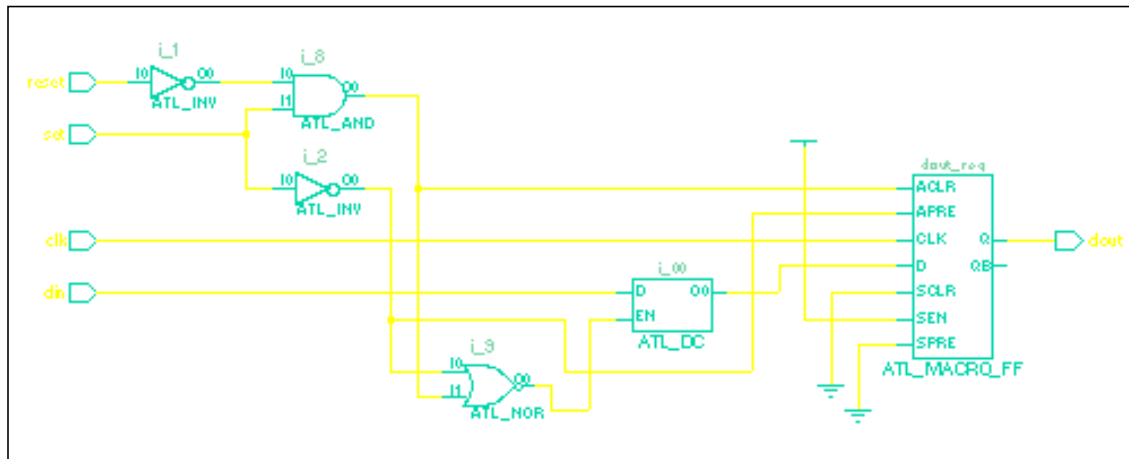 i_1
i_8
reset
I0 O0
ATL_INV
I0 O0
I1
ATL_AND
set
i_2
I0 O0
ATL_INV
dout_reg
ACLR
APRE
clk
CLK Q
dout
din
i_00
D O0
EN
ATL_DC
D QB
SCLR
SEN
SPRE
ATL_MACRO_FF
i_9
I0 O0
I1
ATL_NOR